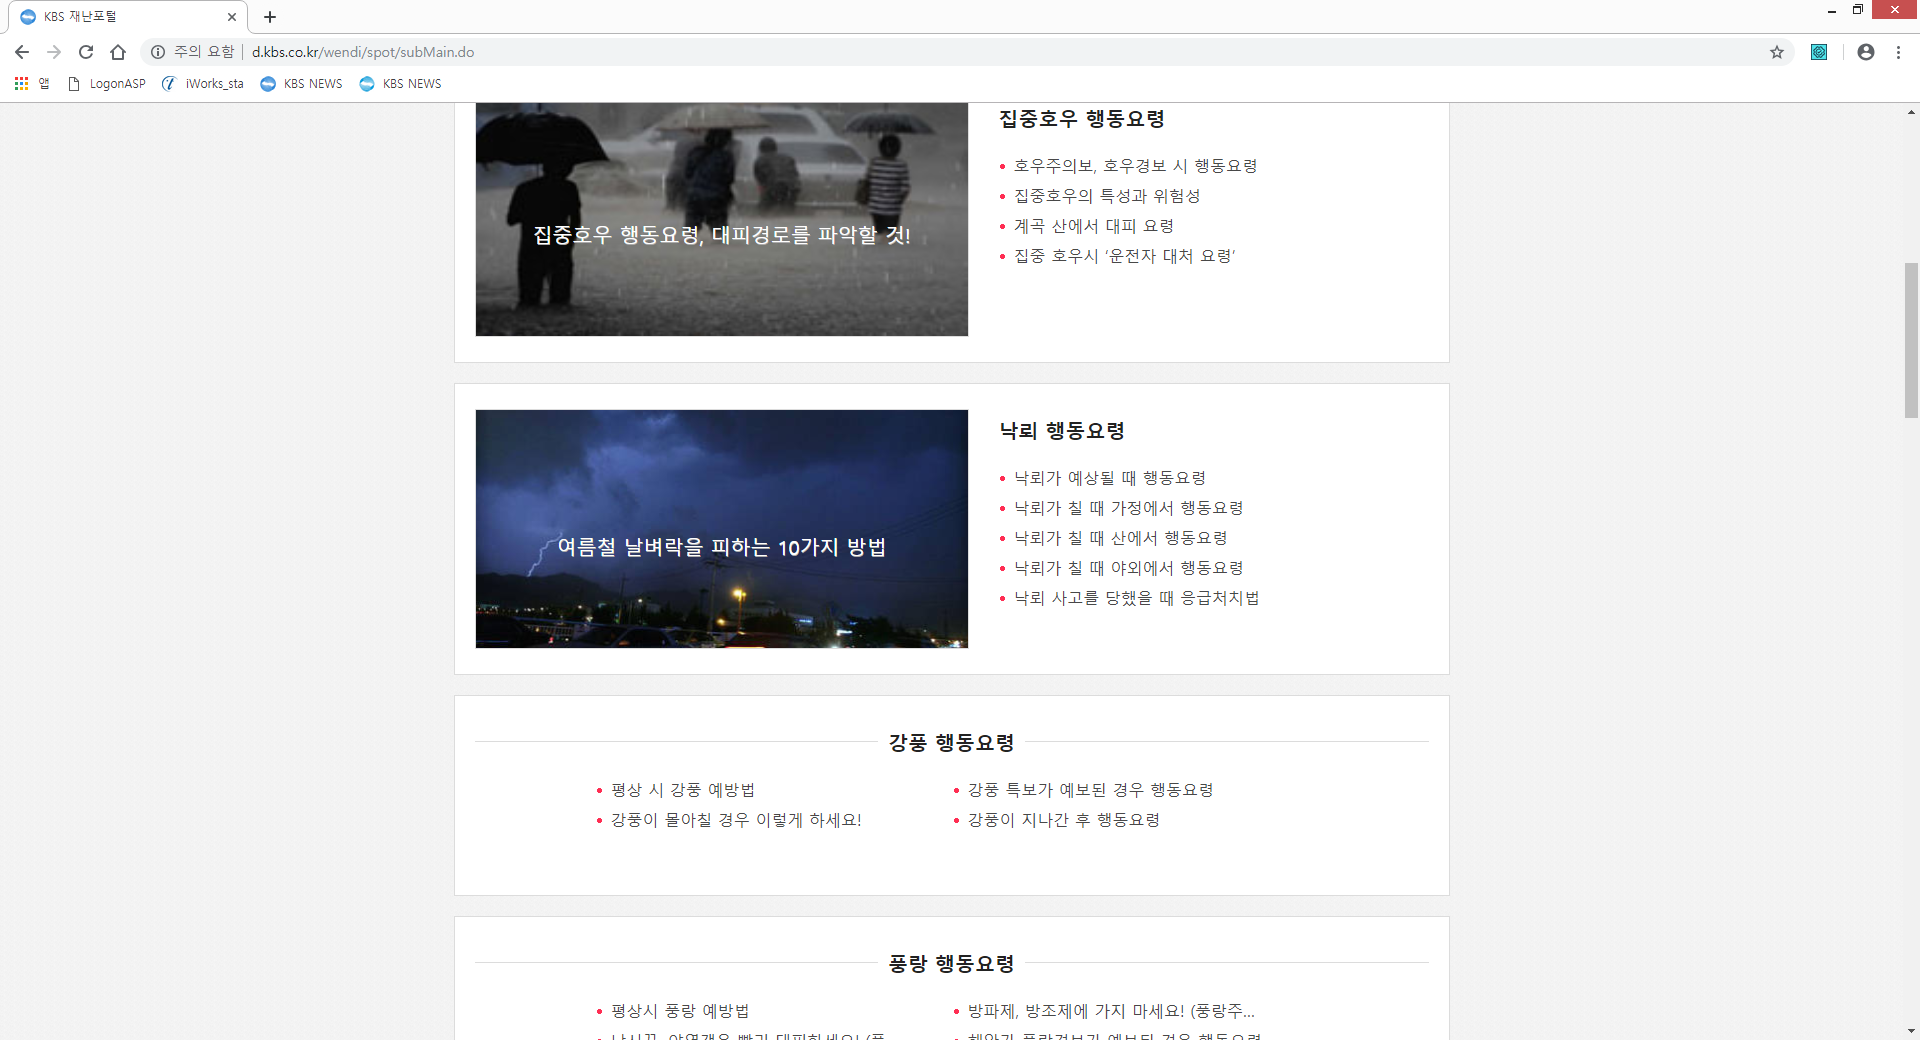 KBS 재난포털
주의 요함 d.kbs.co.kr/wendi/spot/subMain.do
앱 LogonASP iWorks_sta KBS NEWS KBS NEWS
집중호우 행동요령, 대피경로를 파악할 것!
집중호우 행동요령
호우주의보, 호우경보 시 행동요령
집중호우의 특성과 위험성
계곡 산에서 대피 요령
집중 호우시 '운전자 대처 요령'
여름철 날벼락을 피하는 10가지 방법
낙뢰 행동요령
낙뢰가 예상될 때 행동요령
낙뢰가 칠 때 가정에서 행동요령
낙뢰가 칠 때 산에서 행동요령
낙뢰가 칠 때 야외에서 행동요령
낙뢰 사고를 당했을 때 응급처치법
강풍 행동요령
평상 시 강풍 예방법 강풍 특보가 예보된 경우 행동요령
강풍이 몰아칠 경우 이렇게 하세요! 강풍이 지나간 후 행동요령
풍랑 행동요령
평상시 풍랑 예방법 방파제, 방조제에 가지 마세요! (풍랑주...